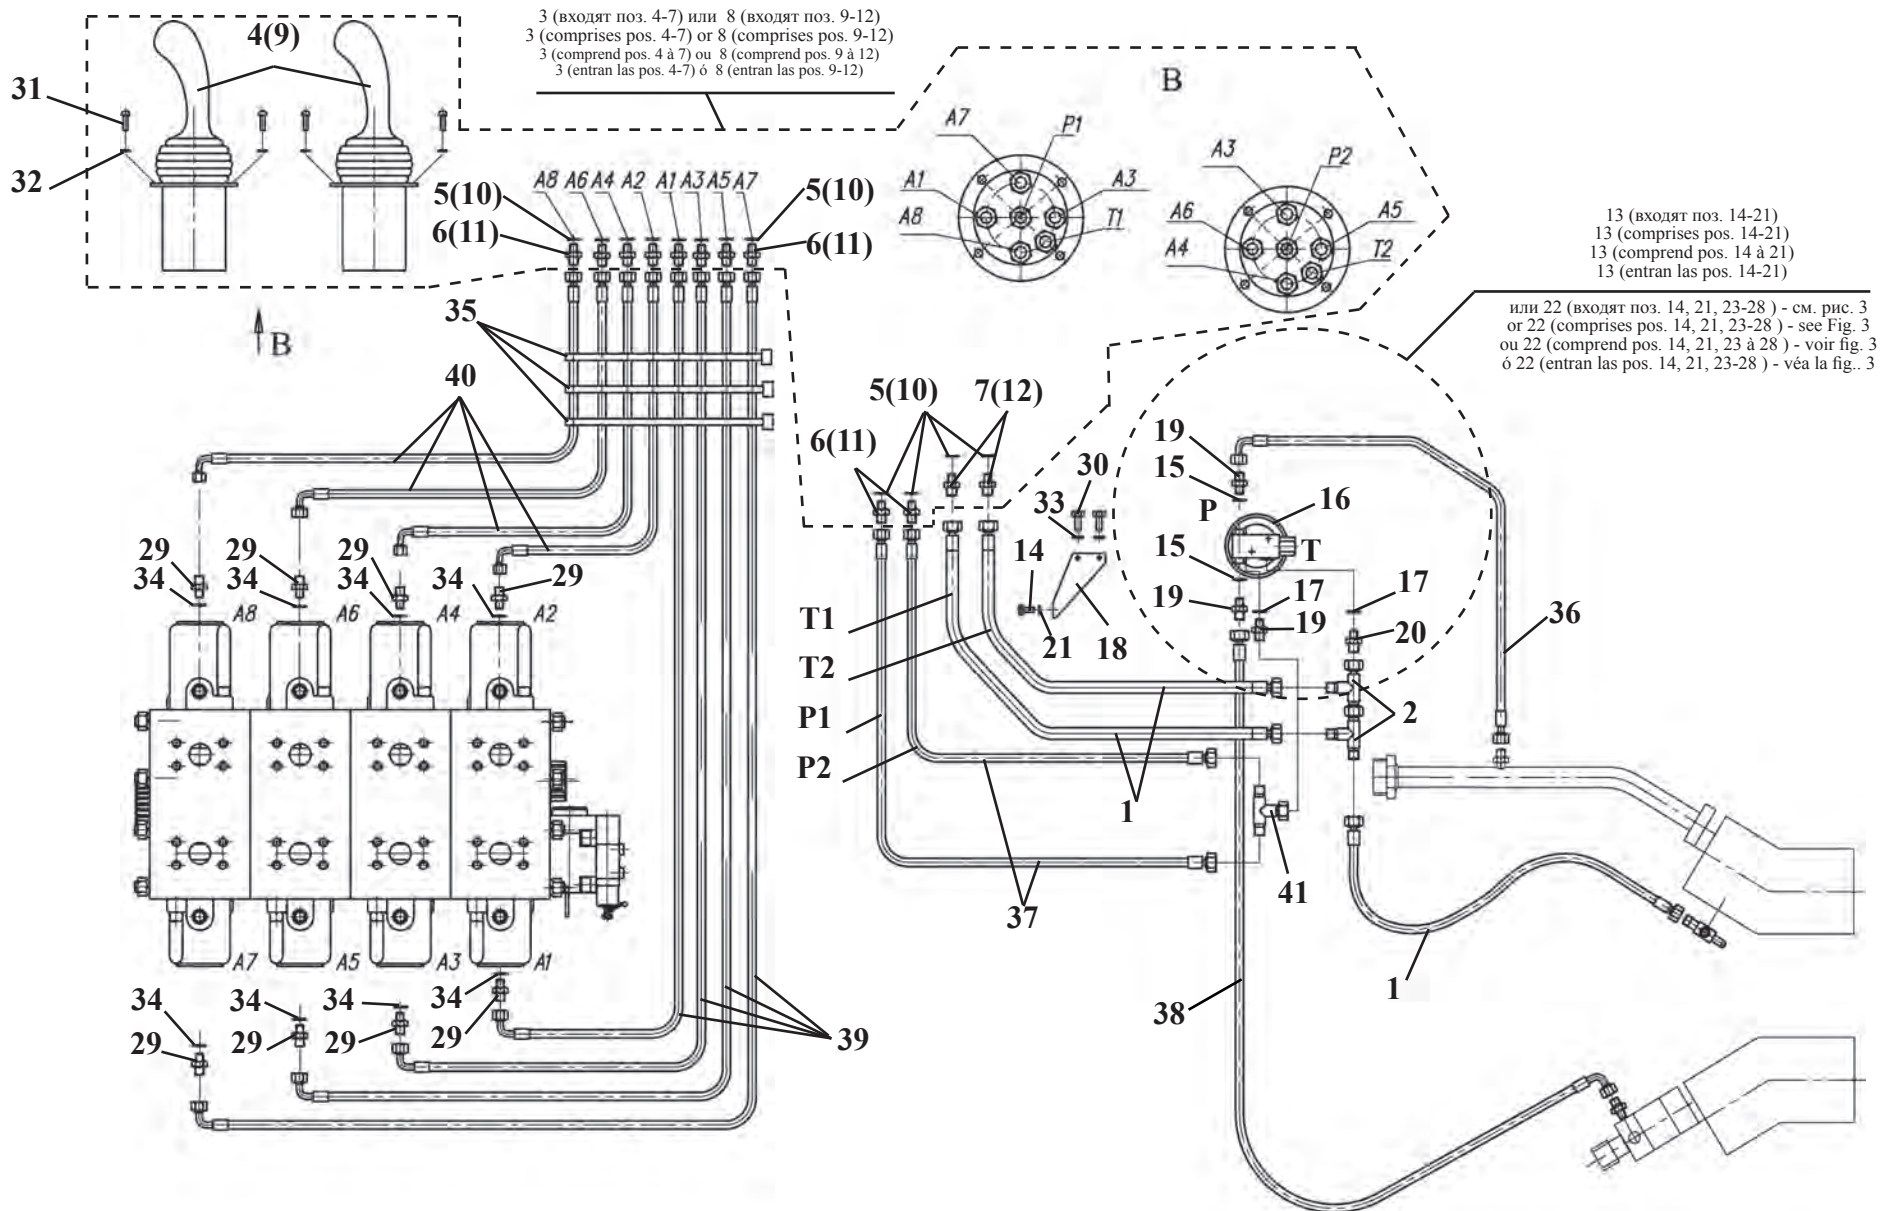 3 (входят поз. 4-7) или 8 (входят поз. 9-12)
3 (comprises pos. 4-7) or 8 (comprises pos. 9-12)
3 (comprend pos. 4 à 7) ou 8 (comprend pos. 9 à 12)
3 (entran las pos. 4-7) ó 8 (entran las pos. 9-12)
4(9)
31
32
B
A7
P1
A1
A3
A8
T1
A3
P2
A6
A5
A4
T2
13 (входят поз. 14-21)
13 (comprises pos. 14-21)
13 (comprend pos. 14 à 21)
13 (entran las pos. 14-21)
или 22 (входят поз. 14, 21, 23-28 ) - см. рис. 3
or 22 (comprises pos. 14, 21, 23-28 ) - see Fig. 3
ou 22 (comprend pos. 14, 21, 23 à 28 ) - voir fig. 3
ó 22 (entran las pos. 14, 21, 23-28 ) - véa la fig.. 3
A8 A6 A4 A2 A1 A3 A5 A7
5(10)
5(10)
6(11)
6(11)
B
35
40
5(10)
7(12)
6(11)
30
33
14
21
18
19
15
P
16
T
15
19
17
19
17
20
36
2
29
34
29
34
29
34
34
29
A8
A6
A4
A2
T1
T2
P1
P2
1
37
41
1
38
A7
A5
A3
A1
34
29
34
29
34
29
34
29
39